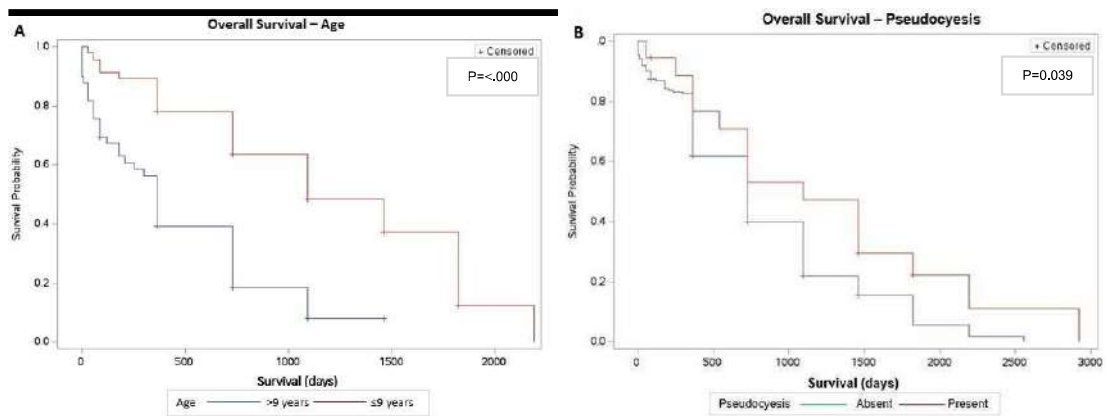 A
Overall Survival – Age
+ Censored
P=<.000
1.0
0.8
0.6
0.4
0.2
0.0
Survival Probability
0
500
1000
1500
2000
Survival (days)
Age
>9 years
≤9 years
B
Overall Survival – Pseudocyesis
+ Censored
P=0.039
.0
0.8
0.6
0.4
0.2
0.0
Survival Probability
0
500
1000
1500
2000
2500
3000
Survival (days)
Pseudocyesis
Absent
Present